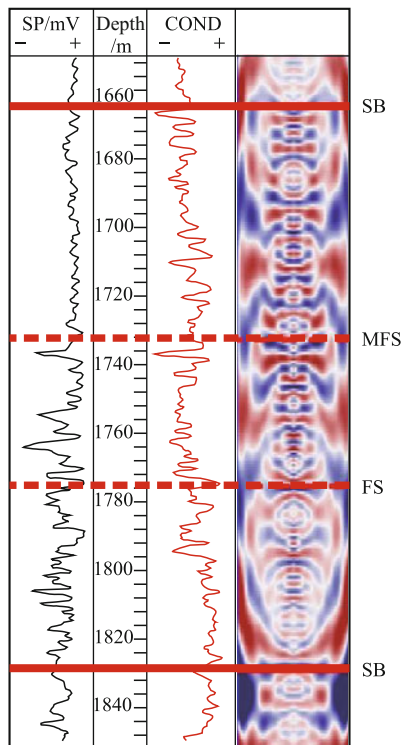 SP/mV Depth COND
− + /m − +
1660
SB
1680
1700
1720
MFS
1740
1760
FS
1780
1800
1820
SB
1840